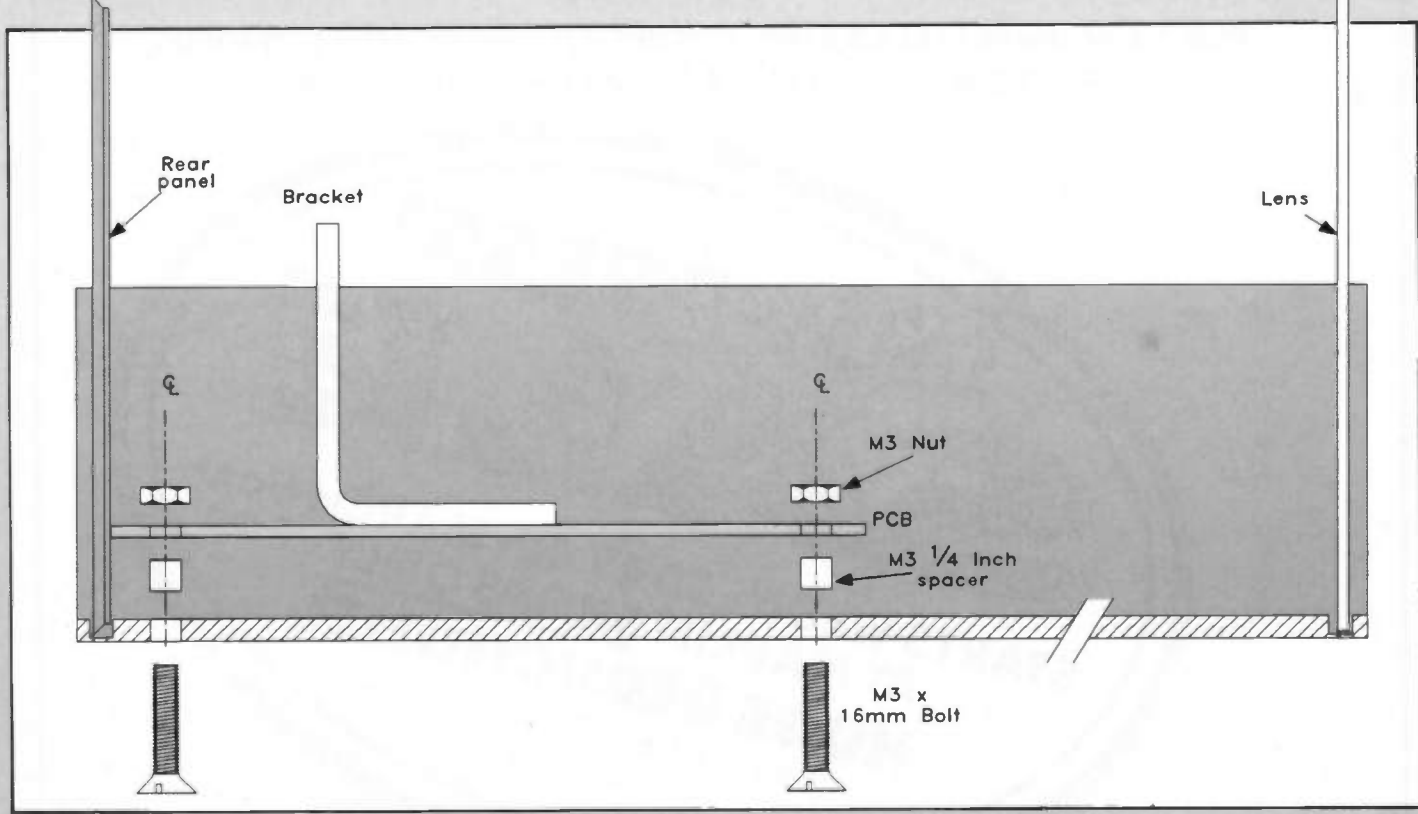 Rear
panel
Bracket
Lens
℄
℄
M3 Nut
PCB
M3 1/4 Inch
spacer
M3 x
16mm Bolt